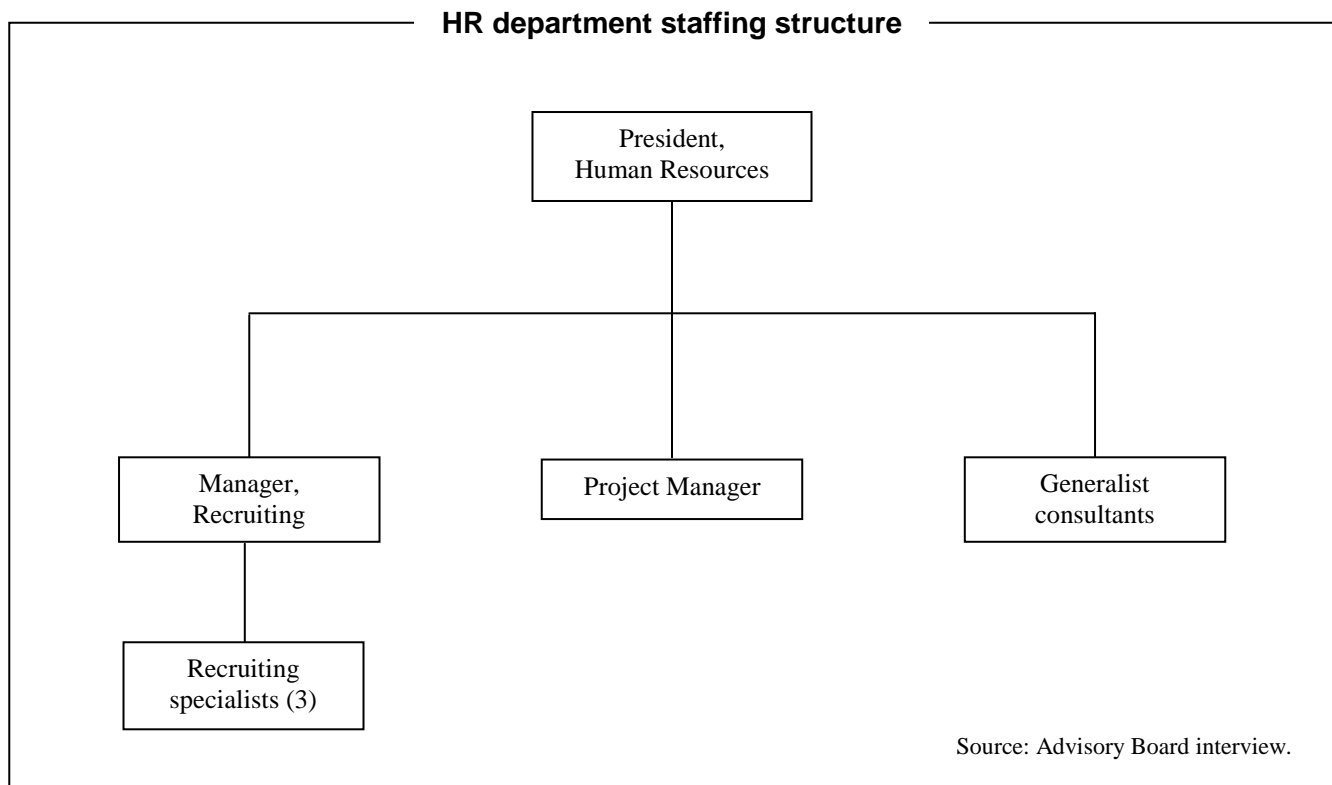 HR department staffing structure
President,
Human Resources
Manager,
Recruiting
Project Manager
Generalist
consultants
Recruiting
specialists (3)
Source: Advisory Board interview.